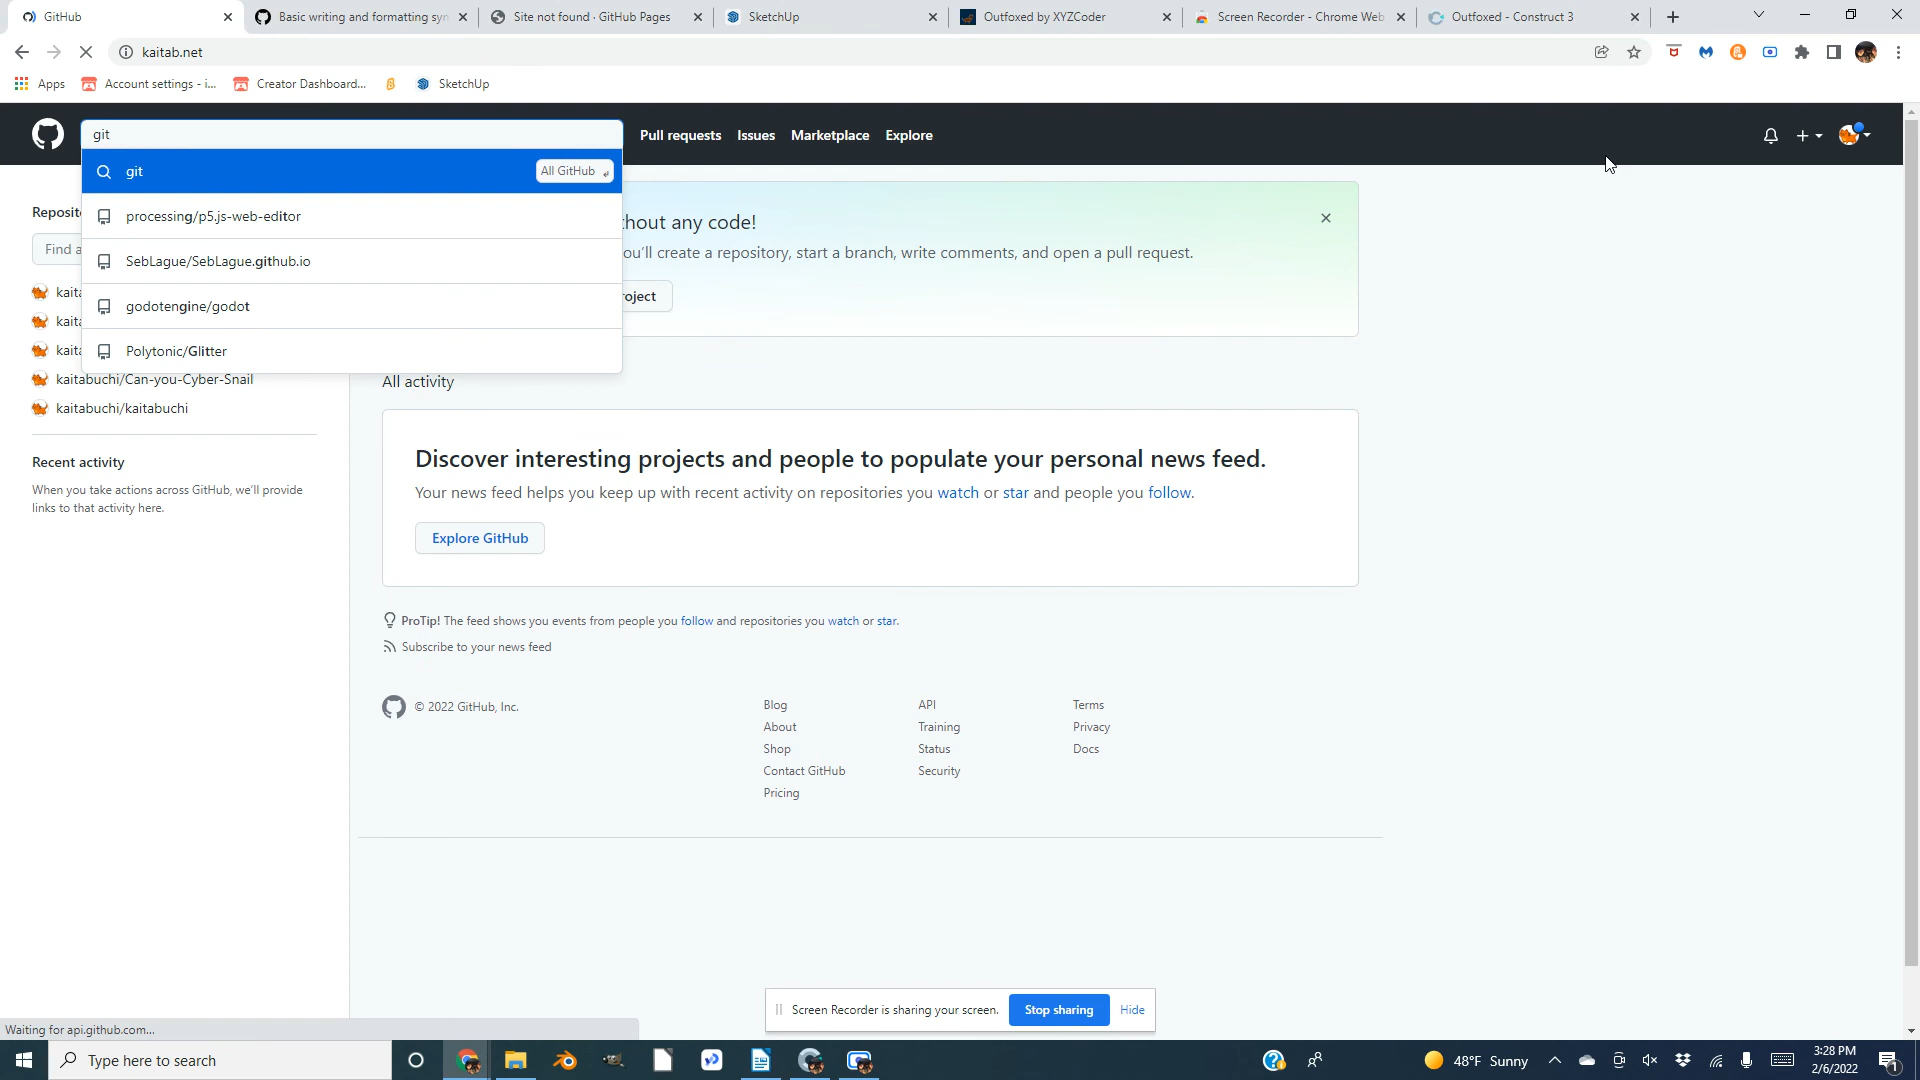 GitHub
Basic writing and formatting syn
Site not found · GitHub Pages
SketchUp
Outfoxed by XYZCoder
Screen Recorder - Chrome Web
Outfoxed - Construct 3
kaitab.net
Apps
Account settings - i...
Creator Dashboard...
SketchUp
git
Pull requests
Issues
Marketplace
Explore
git
All GitHub
processing/p5.js-web-editor
SebLague/SebLague.github.io
godotengine/godot
Polytonic/Glitter
Reposit
Find a
kaita
kaita
kaita
kaitabuchi/Can-you-Cyber-Snail
kaitabuchi/kaitabuchi
Recent activity
When you take actions across GitHub, we'll provide
links to that activity here.
thout any code!
ou'll create a repository, start a branch, write comments, and open a pull request.
roject
All activity
Discover interesting projects and people to populate your personal news feed.
Your news feed helps you keep up with recent activity on repositories you watch or star and people you follow.
Explore GitHub
ProTip! The feed shows you events from people you follow and repositories you watch or star.
Subscribe to your news feed
© 2022 GitHub, Inc.
Blog
About
Shop
Contact GitHub
Pricing
API
Training
Status
Security
Terms
Privacy
Docs
Screen Recorder is sharing your screen.
Stop sharing
Hide
Waiting for api.github.com...
Type here to search
48°F Sunny
3:28 PM
2/6/2022
1